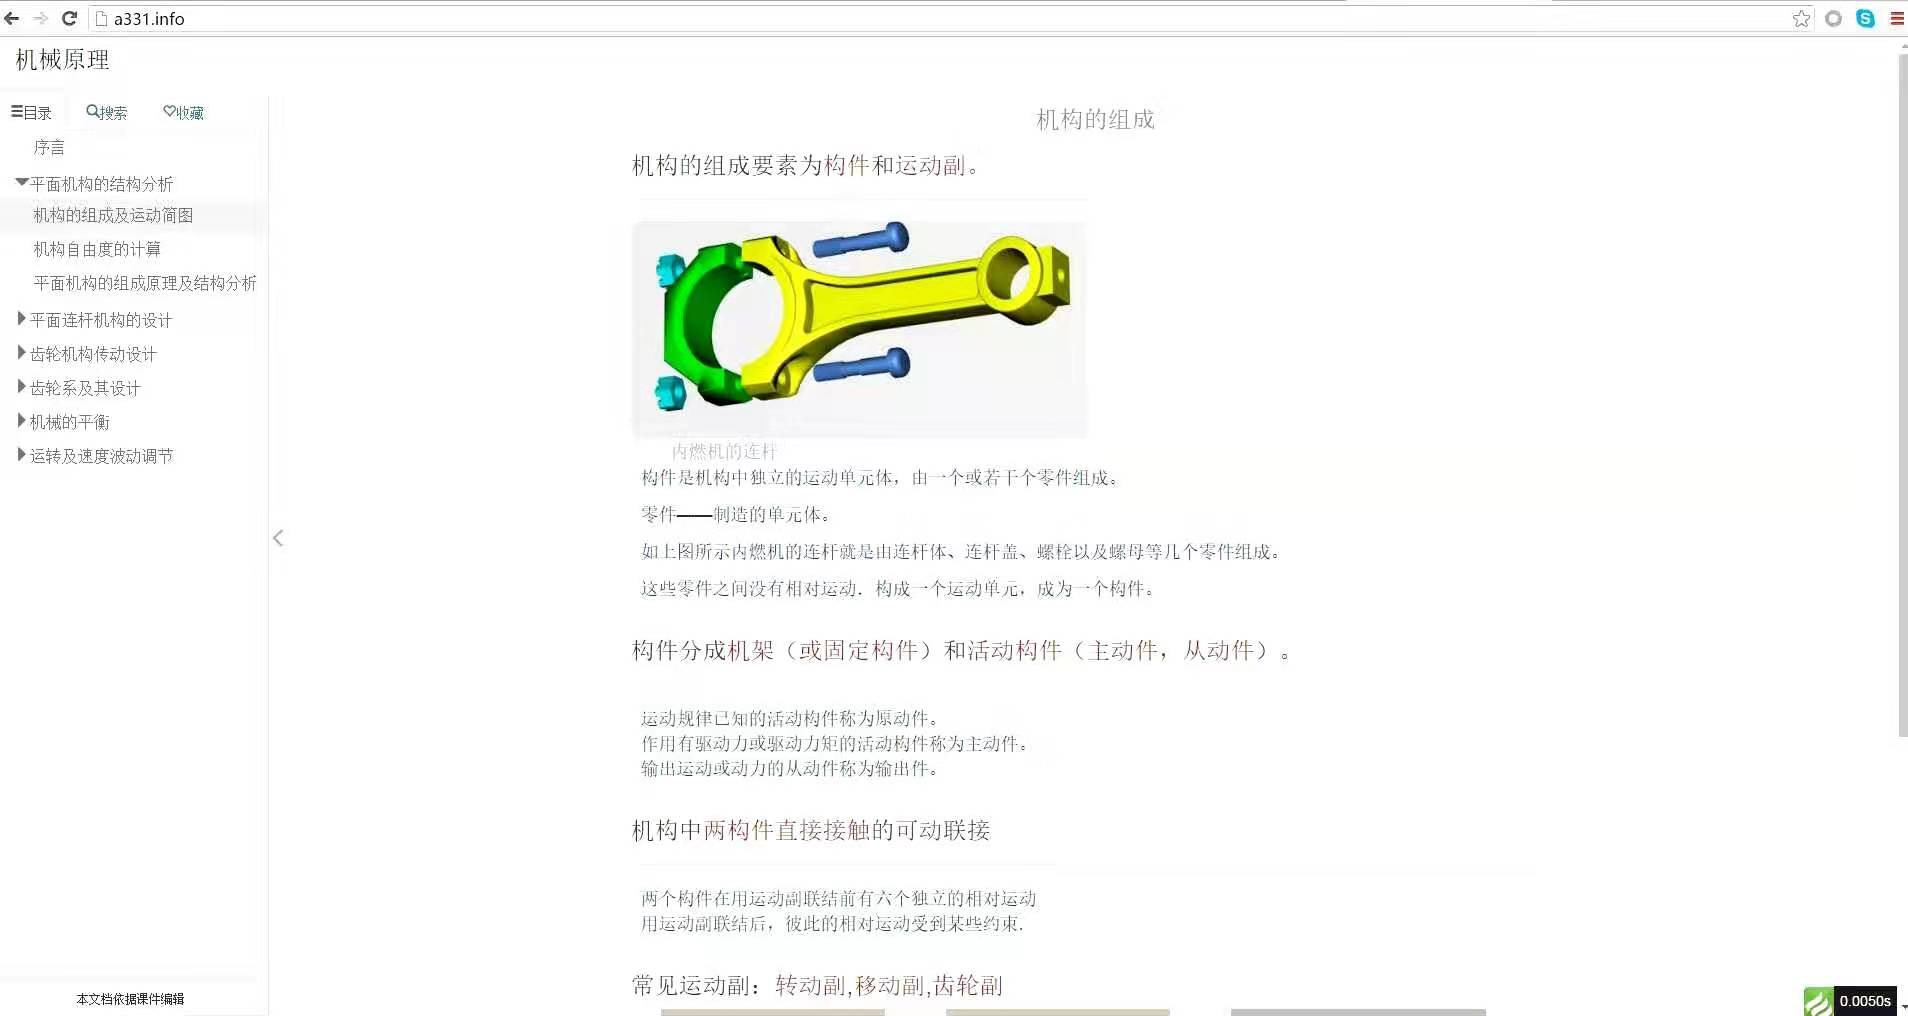 a331.info
机械原理
目录 搜索 收藏
序言
平面机构的结构分析
机构的组成及运动简图
机构自由度的计算
平面机构的组成原理及结构分析
平面连杆机构的设计
齿轮机构传动设计
齿轮系及其设计
机械的平衡
运转及速度波动调节
本文档依据课件编辑
机构的组成
机构的组成要素为构件和运动副。
内燃机的连杆
构件是机构中独立的运动单元体，由一个或若干个零件组成。
零件——制造的单元体。
如上图所示内燃机的连杆就是由连杆体、连杆盖、螺栓以及螺母等几个零件组成。
这些零件之间没有相对运动．构成一个运动单元，成为一个构件。
构件分成机架（或固定构件）和活动构件（主动件，从动件）。
运动规律已知的活动构件称为原动件。
作用有驱动力或驱动力矩的活动构件称为主动件。
输出运动或动力的从动件称为输出件。
机构中两构件直接接触的可动联接
两个构件在用运动副联结前有六个独立的相对运动
用运动副联结后，彼此的相对运动受到某些约束.
常见运动副：转动副,移动副,齿轮副
0.0050s